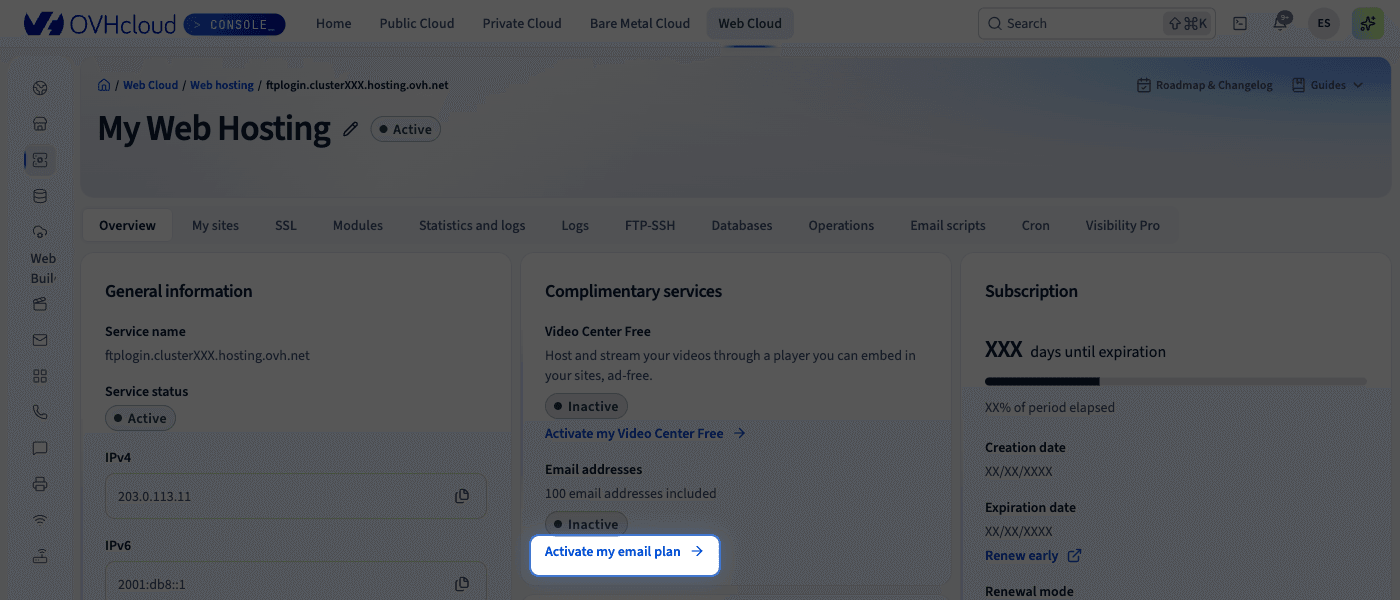 OVHcloud > CONSOLE_
Home Public Cloud Private Cloud Bare Metal Cloud Web Cloud
Search ⇧⌘K
9+
ES
/ Web Cloud / Web hosting / ftplogin.clusterXXX.hosting.ovh.net
Roadmap & Changelog Guides
My Web Hosting Active
Overview My sites SSL Modules Statistics and logs Logs FTP-SSH Databases Operations Email scripts Cron Visibility Pro
Web
Buil
General information
Service name
ftplogin.clusterXXX.hosting.ovh.net
Service status
Active
IPv4
203.0.113.11
IPv6
2001:db8::1
Complimentary services
Video Center Free
Host and stream your videos through a player you can embed in
your sites, ad-free.
Inactive
Activate my Video Center Free →
Email addresses
100 email addresses included
Inactive
Activate my email plan →
Subscription
XXX days until expiration
XX% of period elapsed
Creation date
XX/XX/XXXX
Expiration date
XX/XX/XXXX
Renew early
Renewal mode